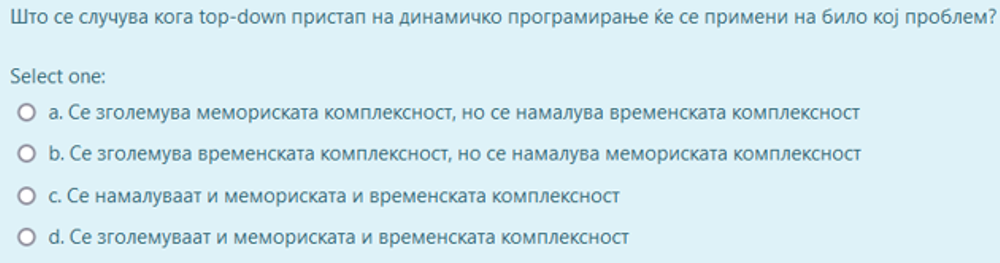 Што се случува кога top-down пристап на динамичко програмирање ќе се примени на било кој проблем?
Select one:
a. Се зголемува мемориската комплексност, но се намалува временската комплексност
b. Се зголемува временската комплексност, но се намалува мемориската комплексност
c. Се намалуваат и мемориската и временската комплексност
d. Се зголемуваат и мемориската и временската комплексност